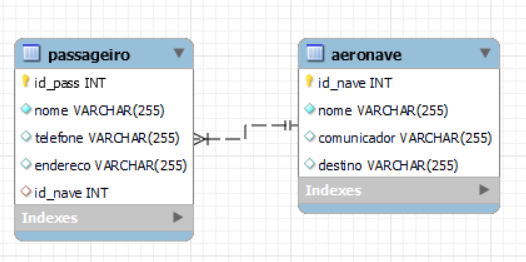 passageiro
id_pass INT
nome VARCHAR(255)
telefone VARCHAR(255)
endereco VARCHAR(255)
id_nave INT
Indexes
aeronave
id_nave INT
nome VARCHAR(255)
comunicador VARCHAR(255)
destino VARCHAR(255)
Indexes